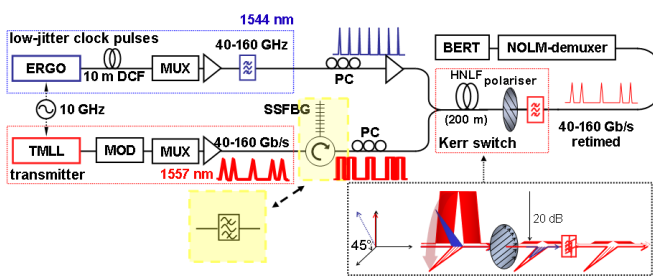 1544 nm
low-jitter clock pulses
ERGO
10 m DCF
MUX
40-160 GHz
PC
BERT
NOLM-demuxer
HNLF
polariser
(200 m)
Kerr switch
40-160 Gb/s
retimed
10 GHz
SSFBG
PC
TMLL
MOD
MUX
40-160 Gb/s
transmitter
1557 nm
45°
20 dB